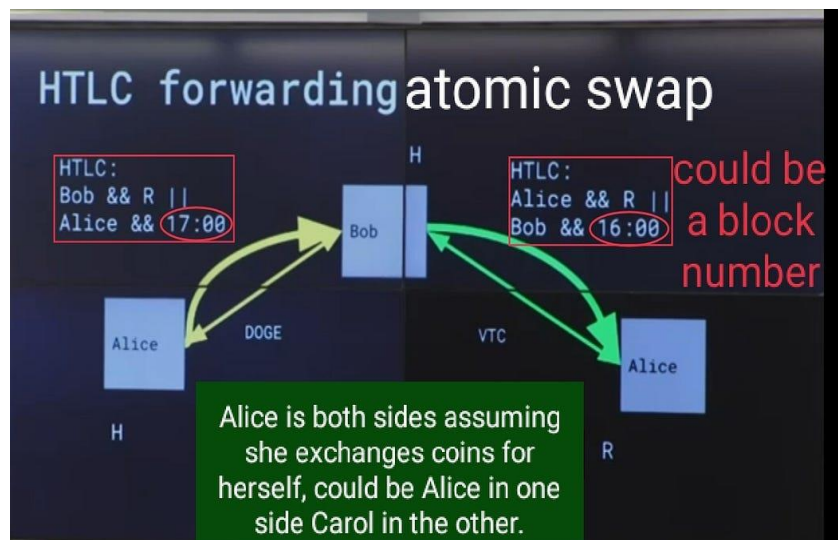 HTLC forwarding atomic swap
HTLC:
Bob && R ||
Alice && 17:00
H
HTLC:
Alice && R ||
Bob && 16:00
could be
a block
number
Bob
Alice
DOGE
VTC
Alice
H
R
Alice is both sides assuming
she exchanges coins for
herself, could be Alice in one
side Carol in the other.